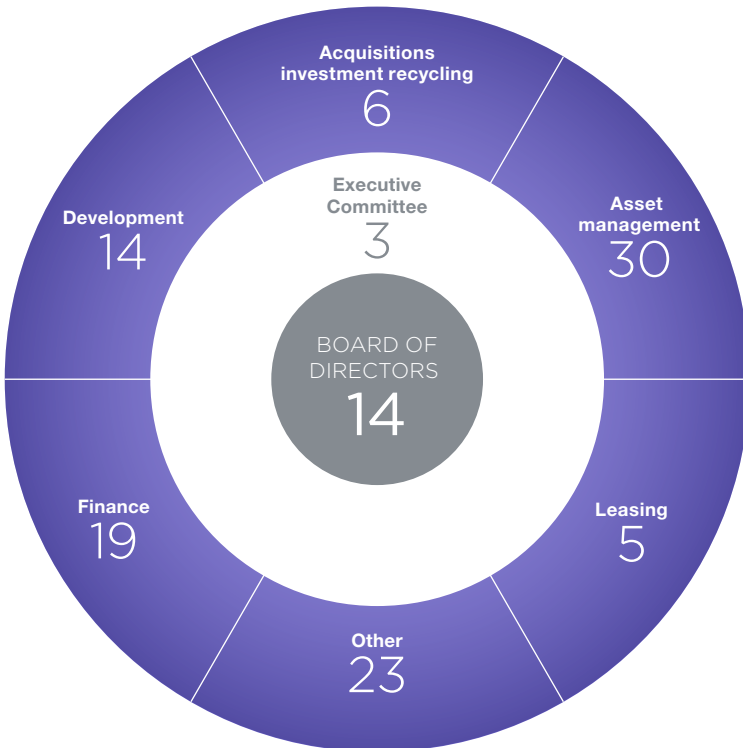 Acquisitions
investment recycling
6
Executive
Committee
3
Development
14
Asset
management
30
BOARD OF
DIRECTORS
14
Finance
19
Leasing
5
Other
23